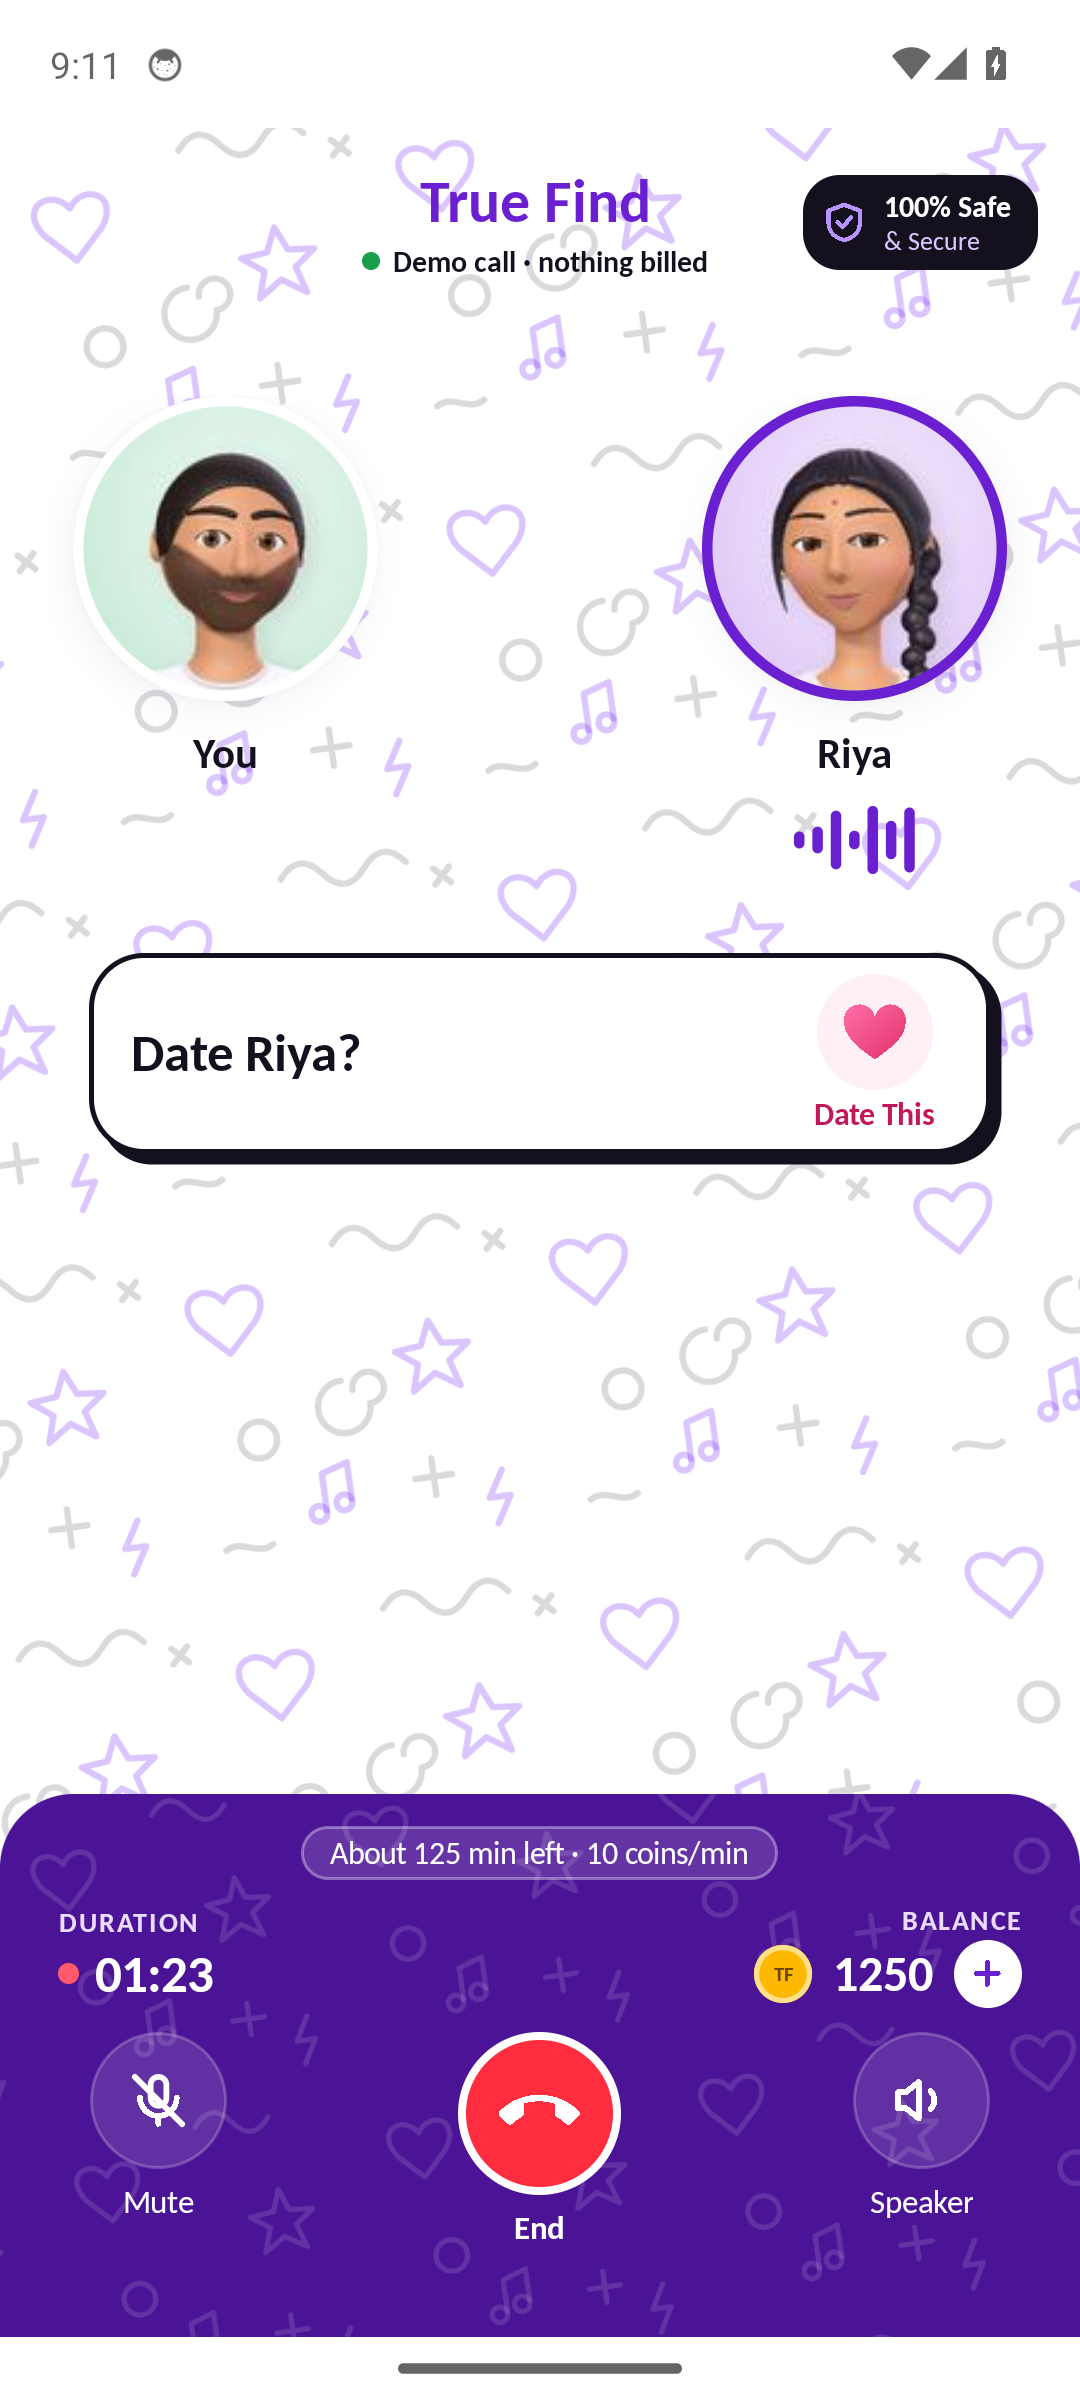 9:11
True Find
Demo call · nothing billed
100% Safe
& Secure
You
Riya
Date Riya?
Date This
About 125 min left · 10 coins/min
DURATION
BALANCE
01:23
TF
1250
Mute
End
Speaker